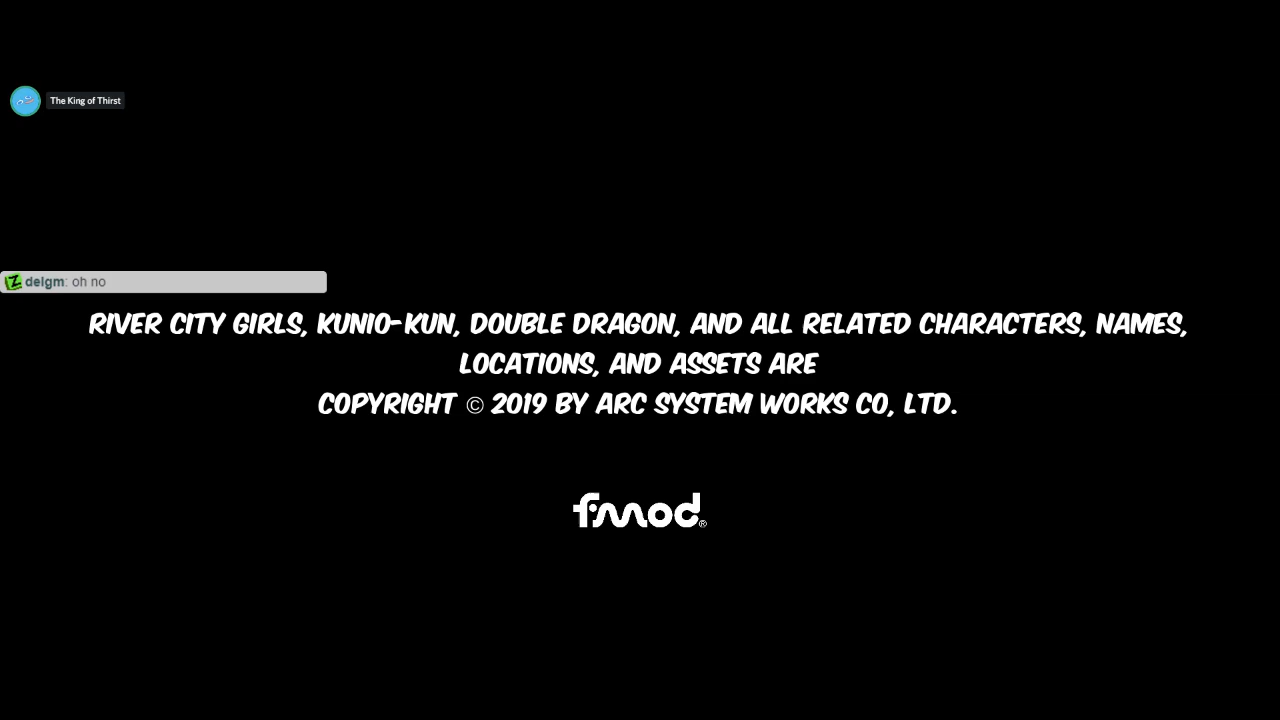 The King of Thirst
delgm: oh no
RIVER CITY GIRLS, KUNIO-KUN, DOUBLE DRAGON, AND ALL RELATED CHARACTERS, NAMES,
LOCATIONS, AND ASSETS ARE
COPYRIGHT © 2019 BY ARC SYSTEM WORKS CO, LTD.
fmod®